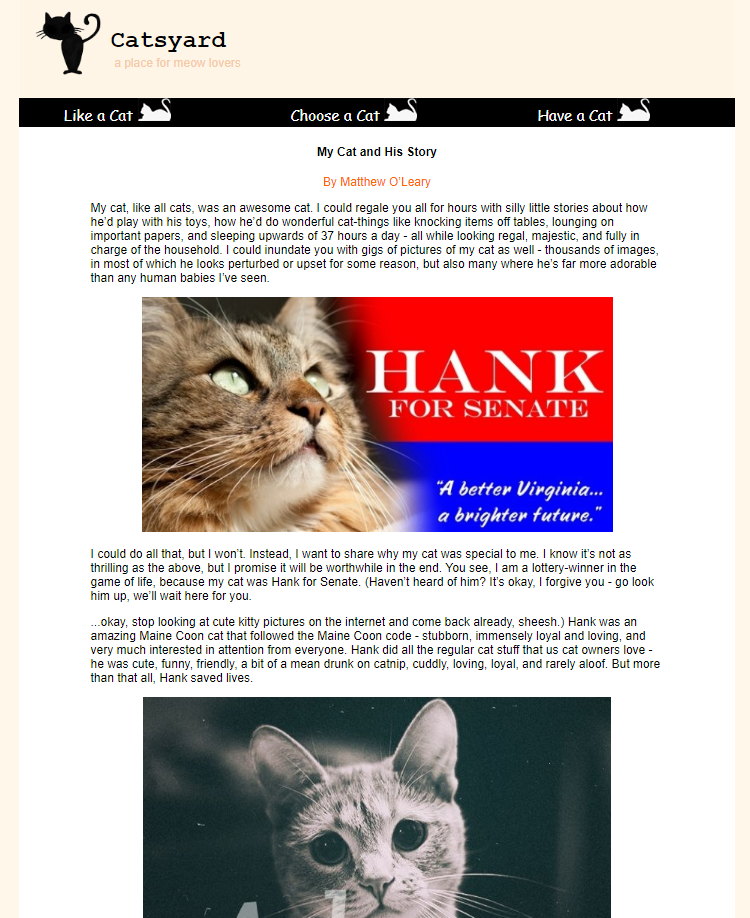 Catsyard
a place for meow lovers
Like a Cat
Choose a Cat
Have a Cat
My Cat and His Story
By Matthew O’Leary
My cat, like all cats, was an awesome cat. I could regale you all for hours with silly little stories about how
he’d play with his toys, how he’d do wonderful cat-things like knocking items off tables, lounging on
important papers, and sleeping upwards of 37 hours a day - all while looking regal, majestic, and fully in
charge of the household. I could inundate you with gigs of pictures of my cat as well - thousands of images,
in most of which he looks perturbed or upset for some reason, but also many where he’s far more adorable
than any human babies I’ve seen.
HANK
FOR SENATE
“A better Virginia...
a brighter future.”
I could do all that, but I won’t. Instead, I want to share why my cat was special to me. I know it’s not as
thrilling as the above, but I promise it will be worthwhile in the end. You see, I am a lottery-winner in the
game of life, because my cat was Hank for Senate. (Haven’t heard of him? It’s okay, I forgive you - go look
him up, we’ll wait here for you.
...okay, stop looking at cute kitty pictures on the internet and come back already, sheesh.) Hank was an
amazing Maine Coon cat that followed the Maine Coon code - stubborn, immensely loyal and loving, and
very much interested in attention from everyone. Hank did all the regular cat stuff that us cat owners love -
he was cute, funny, friendly, a bit of a mean drunk on catnip, cuddly, loving, loyal, and rarely aloof. But more
than that all, Hank saved lives.